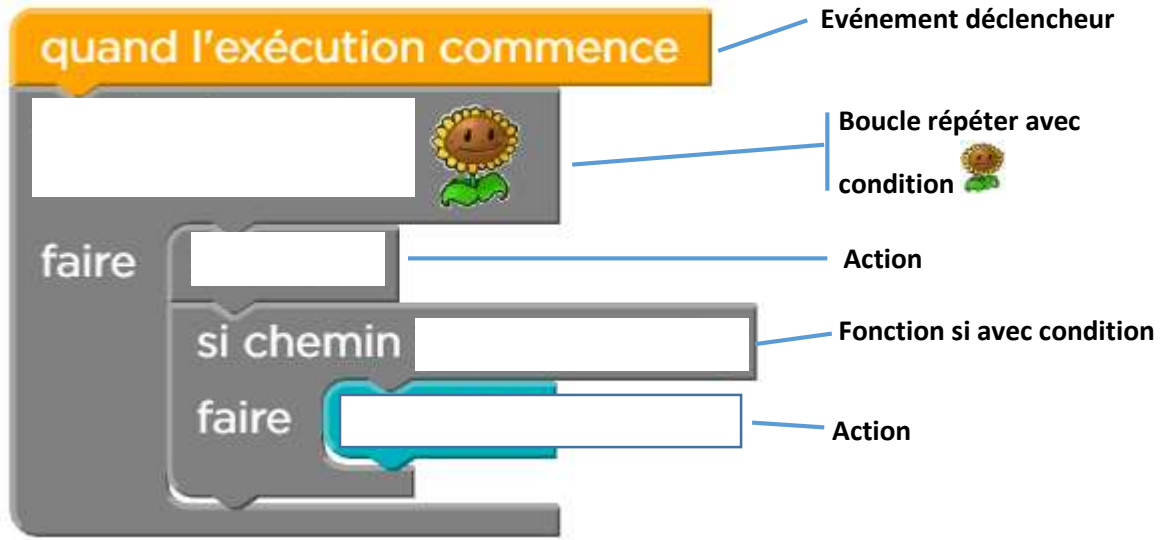 quand l'exécution commence
Evénement déclencheur
Boucle répéter avec
condition
faire
Action
si chemin
Fonction si avec condition
faire
Action